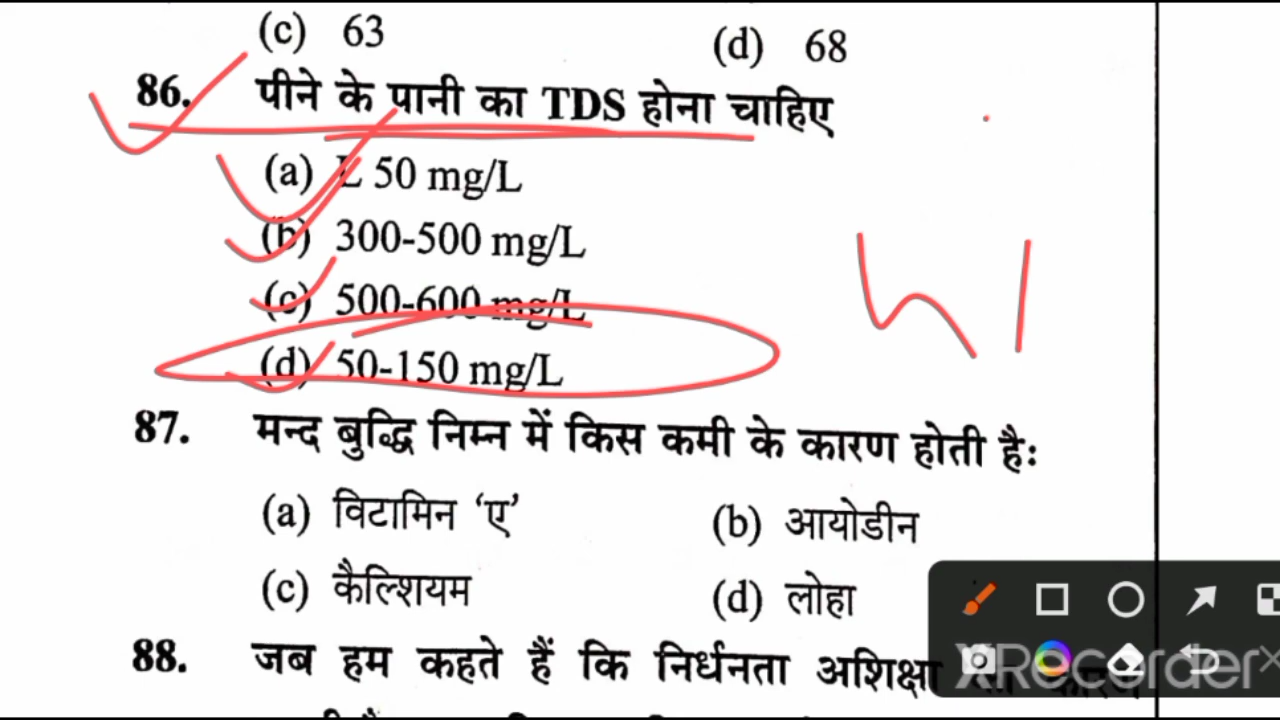 (c) 63 (d) 68
86. पीने के पानी का TDS होना चाहिए
(a) L 50 mg/L
(b) 300-500 mg/L
(c) 500-600 mg/L
(d) 50-150 mg/L
87. मन्द बुद्धि निम्न में किस कमी के कारण होती है:
(a) विटामिन ‘ए’ (b) आयोडीन
(c) कैल्शियम (d) लोहा
88. जब हम कहते हैं कि निर्धनता अशिक्षा का कारण
XRecorder